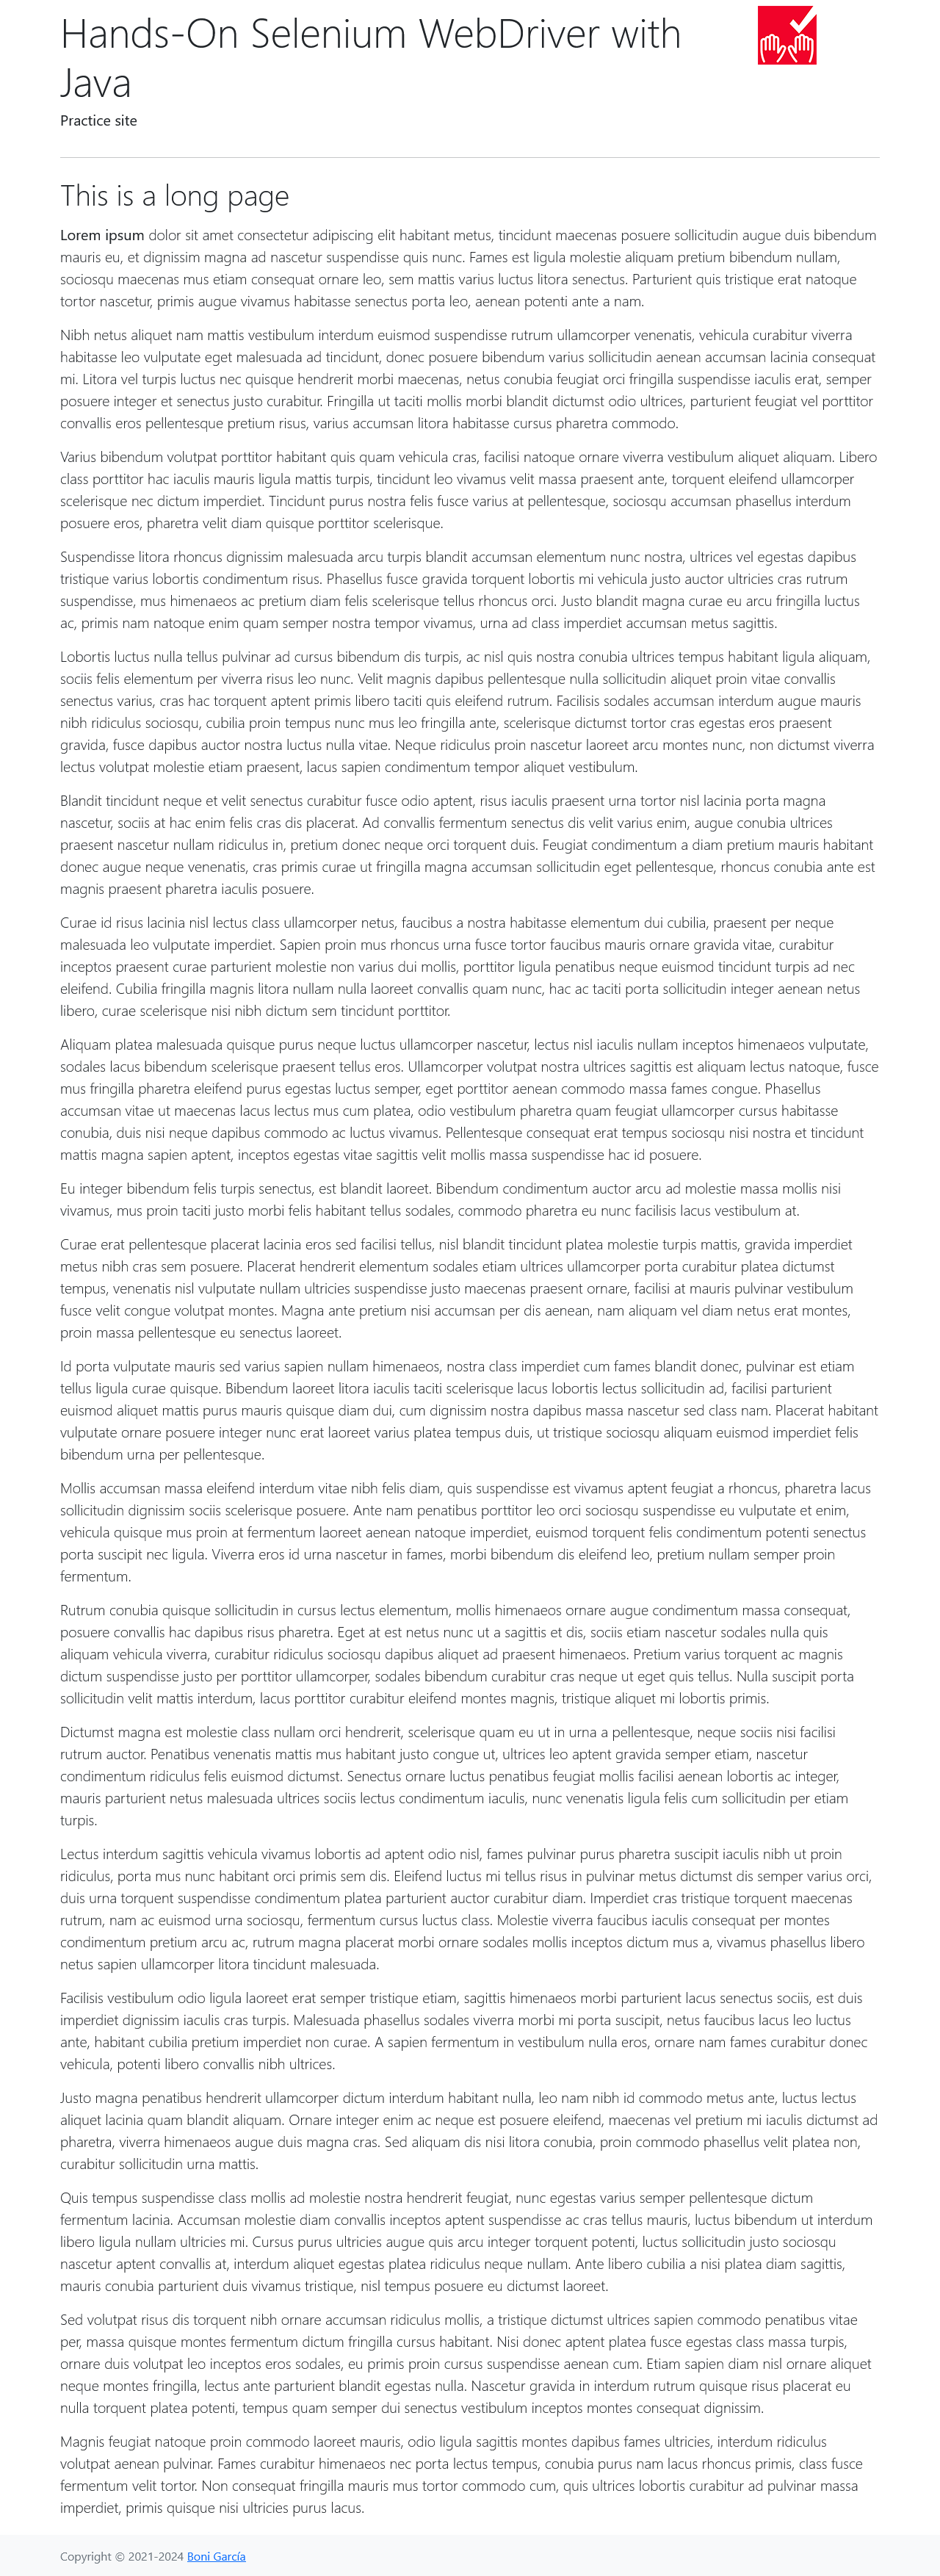 Hands-On Selenium WebDriver with
Java
Practice site
This is a long page
Lorem ipsum dolor sit amet consectetur adipiscing elit habitant metus, tincidunt maecenas posuere sollicitudin augue duis bibendum
mauris eu, et dignissim magna ad nascetur suspendisse quis nunc. Fames est ligula molestie aliquam pretium bibendum nullam,
sociosqu maecenas mus etiam consequat ornare leo, sem mattis varius luctus litora senectus. Parturient quis tristique erat natoque
tortor nascetur, primis augue vivamus habitasse senectus porta leo, aenean potenti ante a nam.
Nibh netus aliquet nam mattis vestibulum interdum euismod suspendisse rutrum ullamcorper venenatis, vehicula curabitur viverra
habitasse leo vulputate eget malesuada ad tincidunt, donec posuere bibendum varius sollicitudin aenean accumsan lacinia consequat
mi. Litora vel turpis luctus nec quisque hendrerit morbi maecenas, netus conubia feugiat orci fringilla suspendisse iaculis erat, semper
posuere integer et senectus justo curabitur. Fringilla ut taciti mollis morbi blandit dictumst odio ultrices, parturient feugiat vel porttitor
convallis eros pellentesque pretium risus, varius accumsan litora habitasse cursus pharetra commodo.
Varius bibendum volutpat porttitor habitant quis quam vehicula cras, facilisi natoque ornare viverra vestibulum aliquet aliquam. Libero
class porttitor hac iaculis mauris ligula mattis turpis, tincidunt leo vivamus velit massa praesent ante, torquent eleifend ullamcorper
scelerisque nec dictum imperdiet. Tincidunt purus nostra felis fusce varius at pellentesque, sociosqu accumsan phasellus interdum
posuere eros, pharetra velit diam quisque porttitor scelerisque.
Suspendisse litora rhoncus dignissim malesuada arcu turpis blandit accumsan elementum nunc nostra, ultrices vel egestas dapibus
tristique varius lobortis condimentum risus. Phasellus fusce gravida torquent lobortis mi vehicula justo auctor ultricies cras rutrum
suspendisse, mus himenaeos ac pretium diam felis scelerisque tellus rhoncus orci. Justo blandit magna curae eu arcu fringilla luctus
ac, primis nam natoque enim quam semper nostra tempor vivamus, urna ad class imperdiet accumsan metus sagittis.
Lobortis luctus nulla tellus pulvinar ad cursus bibendum dis turpis, ac nisl quis nostra conubia ultrices tempus habitant ligula aliquam,
sociis felis elementum per viverra risus leo nunc. Velit magnis dapibus pellentesque nulla sollicitudin aliquet proin vitae convallis
senectus varius, cras hac torquent aptent primis libero taciti quis eleifend rutrum. Facilisis sodales accumsan interdum augue mauris
nibh ridiculus sociosqu, cubilia proin tempus nunc mus leo fringilla ante, scelerisque dictumst tortor cras egestas eros praesent
gravida, fusce dapibus auctor nostra luctus nulla vitae. Neque ridiculus proin nascetur laoreet arcu montes nunc, non dictumst viverra
lectus volutpat molestie etiam praesent, lacus sapien condimentum tempor aliquet vestibulum.
Blandit tincidunt neque et velit senectus curabitur fusce odio aptent, risus iaculis praesent urna tortor nisl lacinia porta magna
nascetur, sociis at hac enim felis cras dis placerat. Ad convallis fermentum senectus dis velit varius enim, augue conubia ultrices
praesent nascetur nullam ridiculus in, pretium donec neque orci torquent duis. Feugiat condimentum a diam pretium mauris habitant
donec augue neque venenatis, cras primis curae ut fringilla magna accumsan sollicitudin eget pellentesque, rhoncus conubia ante est
magnis praesent pharetra iaculis posuere.
Curae id risus lacinia nisl lectus class ullamcorper netus, faucibus a nostra habitasse elementum dui cubilia, praesent per neque
malesuada leo vulputate imperdiet. Sapien proin mus rhoncus urna fusce tortor faucibus mauris ornare gravida vitae, curabitur
inceptos praesent curae parturient molestie non varius dui mollis, porttitor ligula penatibus neque euismod tincidunt turpis ad nec
eleifend. Cubilia fringilla magnis litora nullam nulla laoreet convallis quam nunc, hac ac taciti porta sollicitudin integer aenean netus
libero, curae scelerisque nisi nibh dictum sem tincidunt porttitor.
Aliquam platea malesuada quisque purus neque luctus ullamcorper nascetur, lectus nisl iaculis nullam inceptos himenaeos vulputate,
sodales lacus bibendum scelerisque praesent tellus eros. Ullamcorper volutpat nostra ultrices sagittis est aliquam lectus natoque, fusce
mus fringilla pharetra eleifend purus egestas luctus semper, eget porttitor aenean commodo massa fames congue. Phasellus
accumsan vitae ut maecenas lacus lectus mus cum platea, odio vestibulum pharetra quam feugiat ullamcorper cursus habitasse
conubia, duis nisi neque dapibus commodo ac luctus vivamus. Pellentesque consequat erat tempus sociosqu nisi nostra et tincidunt
mattis magna sapien aptent, inceptos egestas vitae sagittis velit mollis massa suspendisse hac id posuere.
Eu integer bibendum felis turpis senectus, est blandit laoreet. Bibendum condimentum auctor arcu ad molestie massa mollis nisi
vivamus, mus proin taciti justo morbi felis habitant tellus sodales, commodo pharetra eu nunc facilisis lacus vestibulum at.
Curae erat pellentesque placerat lacinia eros sed facilisi tellus, nisl blandit tincidunt platea molestie turpis mattis, gravida imperdiet
metus nibh cras sem posuere. Placerat hendrerit elementum sodales etiam ultrices ullamcorper porta curabitur platea dictumst
tempus, venenatis nisl vulputate nullam ultricies suspendisse justo maecenas praesent ornare, facilisi at mauris pulvinar vestibulum
fusce velit congue volutpat montes. Magna ante pretium nisi accumsan per dis aenean, nam aliquam vel diam netus erat montes,
proin massa pellentesque eu senectus laoreet.
Id porta vulputate mauris sed varius sapien nullam himenaeos, nostra class imperdiet cum fames blandit donec, pulvinar est etiam
tellus ligula curae quisque. Bibendum laoreet litora iaculis taciti scelerisque lacus lobortis lectus sollicitudin ad, facilisi parturient
euismod aliquet mattis purus mauris quisque diam dui, cum dignissim nostra dapibus massa nascetur sed class nam. Placerat habitant
vulputate ornare posuere integer nunc erat laoreet varius platea tempus duis, ut tristique sociosqu aliquam euismod imperdiet felis
bibendum urna per pellentesque.
Mollis accumsan massa eleifend interdum vitae nibh felis diam, quis suspendisse est vivamus aptent feugiat a rhoncus, pharetra lacus
sollicitudin dignissim sociis scelerisque posuere. Ante nam penatibus porttitor leo orci sociosqu suspendisse eu vulputate et enim,
vehicula quisque mus proin at fermentum laoreet aenean natoque imperdiet, euismod torquent felis condimentum potenti senectus
porta suscipit nec ligula. Viverra eros id urna nascetur in fames, morbi bibendum dis eleifend leo, pretium nullam semper proin
fermentum.
Rutrum conubia quisque sollicitudin in cursus lectus elementum, mollis himenaeos ornare augue condimentum massa consequat,
posuere convallis hac dapibus risus pharetra. Eget at est netus nunc ut a sagittis et dis, sociis etiam nascetur sodales nulla quis
aliquam vehicula viverra, curabitur ridiculus sociosqu dapibus aliquet ad praesent himenaeos. Pretium varius torquent ac magnis
dictum suspendisse justo per porttitor ullamcorper, sodales bibendum curabitur cras neque ut eget quis tellus. Nulla suscipit porta
sollicitudin velit mattis interdum, lacus porttitor curabitur eleifend montes magnis, tristique aliquet mi lobortis primis.
Dictumst magna est molestie class nullam orci hendrerit, scelerisque quam eu ut in urna a pellentesque, neque sociis nisi facilisi
rutrum auctor. Penatibus venenatis mattis mus habitant justo congue ut, ultrices leo aptent gravida semper etiam, nascetur
condimentum ridiculus felis euismod dictumst. Senectus ornare luctus penatibus feugiat mollis facilisi aenean lobortis ac integer,
mauris parturient netus malesuada ultrices sociis lectus condimentum iaculis, nunc venenatis ligula felis cum sollicitudin per etiam
turpis.
Lectus interdum sagittis vehicula vivamus lobortis ad aptent odio nisl, fames pulvinar purus pharetra suscipit iaculis nibh ut proin
ridiculus, porta mus nunc habitant orci primis sem dis. Eleifend luctus mi tellus risus in pulvinar metus dictumst dis semper varius orci,
duis urna torquent suspendisse condimentum platea parturient auctor curabitur diam. Imperdiet cras tristique torquent maecenas
rutrum, nam ac euismod urna sociosqu, fermentum cursus luctus class. Molestie viverra faucibus iaculis consequat per montes
condimentum pretium arcu ac, rutrum magna placerat morbi ornare sodales mollis inceptos dictum mus a, vivamus phasellus libero
netus sapien ullamcorper litora tincidunt malesuada.
Facilisis vestibulum odio ligula laoreet erat semper tristique etiam, sagittis himenaeos morbi parturient lacus senectus sociis, est duis
imperdiet dignissim iaculis cras turpis. Malesuada phasellus sodales viverra morbi mi porta suscipit, netus faucibus lacus leo luctus
ante, habitant cubilia pretium imperdiet non curae. A sapien fermentum in vestibulum nulla eros, ornare nam fames curabitur donec
vehicula, potenti libero convallis nibh ultrices.
Justo magna penatibus hendrerit ullamcorper dictum interdum habitant nulla, leo nam nibh id commodo metus ante, luctus lectus
aliquet lacinia quam blandit aliquam. Ornare integer enim ac neque est posuere eleifend, maecenas vel pretium mi iaculis dictumst ad
pharetra, viverra himenaeos augue duis magna cras. Sed aliquam dis nisi litora conubia, proin commodo phasellus velit platea non,
curabitur sollicitudin urna mattis.
Quis tempus suspendisse class mollis ad molestie nostra hendrerit feugiat, nunc egestas varius semper pellentesque dictum
fermentum lacinia. Accumsan molestie diam convallis inceptos aptent suspendisse ac cras tellus mauris, luctus bibendum ut interdum
libero ligula nullam ultricies mi. Cursus purus ultricies augue quis arcu integer torquent potenti, luctus sollicitudin justo sociosqu
nascetur aptent convallis at, interdum aliquet egestas platea ridiculus neque nullam. Ante libero cubilia a nisi platea diam sagittis,
mauris conubia parturient duis vivamus tristique, nisl tempus posuere eu dictumst laoreet.
Sed volutpat risus dis torquent nibh ornare accumsan ridiculus mollis, a tristique dictumst ultrices sapien commodo penatibus vitae
per, massa quisque montes fermentum dictum fringilla cursus habitant. Nisi donec aptent platea fusce egestas class massa turpis,
ornare duis volutpat leo inceptos eros sodales, eu primis proin cursus suspendisse aenean cum. Etiam sapien diam nisl ornare aliquet
neque montes fringilla, lectus ante parturient blandit egestas nulla. Nascetur gravida in interdum rutrum quisque risus placerat eu
nulla torquent platea potenti, tempus quam semper dui senectus vestibulum inceptos montes consequat dignissim.
Magnis feugiat natoque proin commodo laoreet mauris, odio ligula sagittis montes dapibus fames ultricies, interdum ridiculus
volutpat aenean pulvinar. Fames curabitur himenaeos nec porta lectus tempus, conubia purus nam lacus rhoncus primis, class fusce
fermentum velit tortor. Non consequat fringilla mauris mus tortor commodo cum, quis ultrices lobortis curabitur ad pulvinar massa
imperdiet, primis quisque nisi ultricies purus lacus.
Copyright © 2021-2024 Boni García